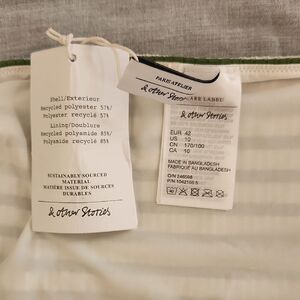 Shell/Exterieur
Recycled polyester 57%/
Polyester recyclé 57%
Lining/Doublure
Recycled polyamide 85%/
Polyamide recyclé 85%
SUSTAINABLY SOURCED
MATERIAL
MATIÈRE ISSUE DE SOURCES
DURABLES
& other Stories
PARIS ATELIER
& other Stories
CARE LABEL
& other Stories
EUR 42
US 10
CN 170/100
CA 10
MADE IN BANGLADESH
FABRIQUÉ AU BANGLADESH